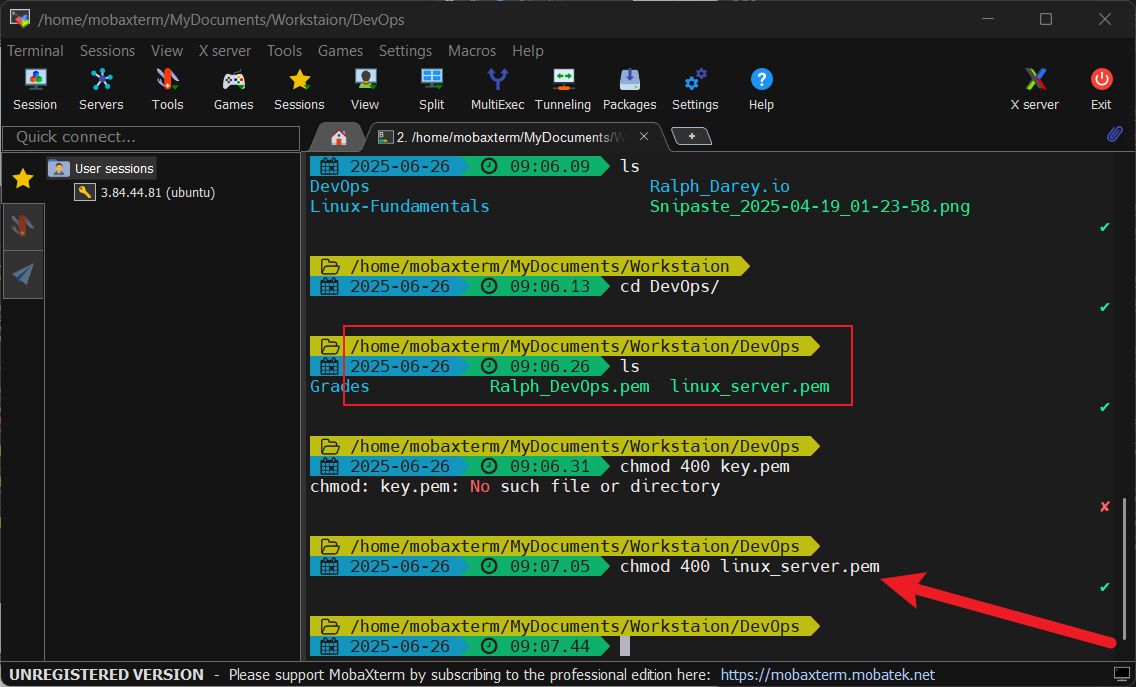 /home/mobaxterm/MyDocuments/Workstaion/DevOps
Terminal Sessions View X server Tools Games Settings Macros Help
Session Servers Tools Games Sessions View Split MultiExec Tunneling Packages Settings Help X server Exit
Quick connect...
2. /home/mobaxterm/MyDocuments/W
User sessions
3.84.44.81 (ubuntu)
2025-06-26 09:06.09 ls
DevOps Ralph_Darey.io
Linux-Fundamentals Snipaste_2025-04-19_01-23-58.png
/home/mobaxterm/MyDocuments/Workstaion
2025-06-26 09:06.13 cd DevOps/
/home/mobaxterm/MyDocuments/Workstaion/DevOps
2025-06-26 09:06.26 ls
Grades Ralph_DevOps.pem linux_server.pem
/home/mobaxterm/MyDocuments/Workstaion/DevOps
2025-06-26 09:06.31 chmod 400 key.pem
chmod: key.pem: No such file or directory
/home/mobaxterm/MyDocuments/Workstaion/DevOps
2025-06-26 09:07.05 chmod 400 linux_server.pem
/home/mobaxterm/MyDocuments/Workstaion/DevOps
2025-06-26 09:07.44
UNREGISTERED VERSION - Please support MobaXterm by subscribing to the professional edition here: https://mobaxterm.mobatek.net